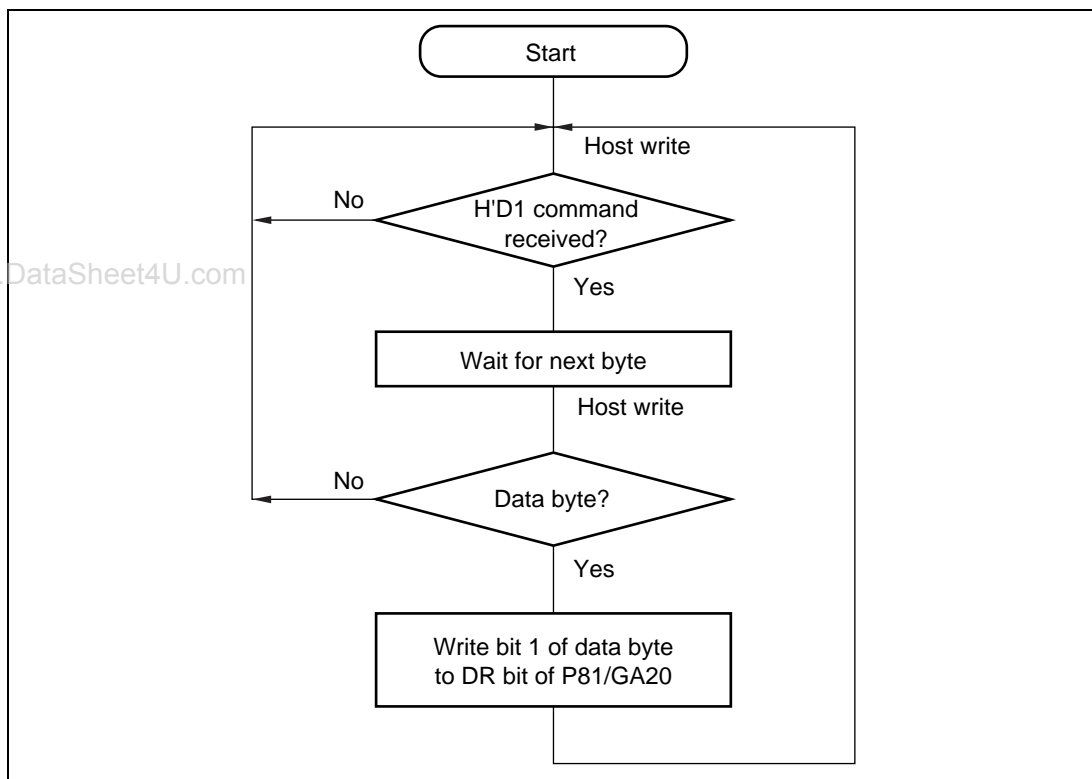 Start
Host write
No
H'D1 command
received?
.DataSheet4U.com
Yes
Wait for next byte
Host write
No
Data byte?
Yes
Write bit 1 of data byte
to DR bit of P81/GA20